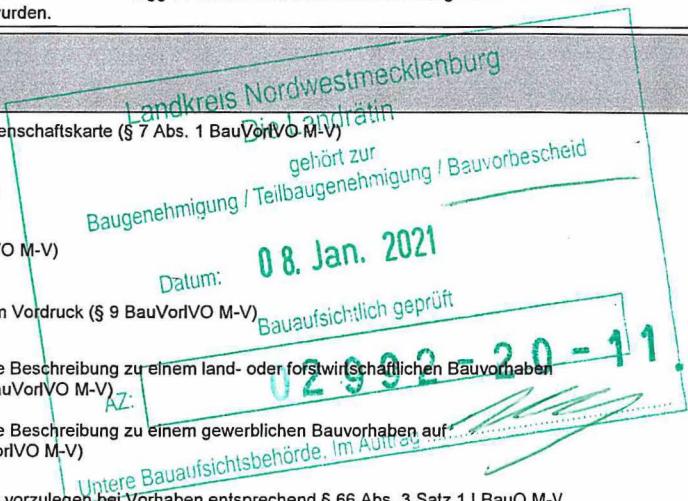 wurden.
Landkreis Nordwestmecklenburg
Die Landrätin
enschaftskarte (§ 7 Abs. 1 BauVorlVO M-V)
gehört zur
Baugenehmigung / Teilbaugenehmigung / Bauvorbescheid
O M-V)
Datum: 08. Jan. 2021
n Vordruck (§ 9 BauVorlVO M-V)
Bauaufsichtlich geprüft
e Beschreibung zu einem land- oder forstwirtschaftlichen Bauvorhaben
auVorlVO M-V)
AZ: 02992-20-11
e Beschreibung zu einem gewerblichen Bauvorhaben auf
orlVO M-V)
Untere Bauaufsichtsbehörde, Im Auftrag
vorzulegen bei Vorhaben entsprechend § 66 Abs. 3 Satz 1 LBauO M-V